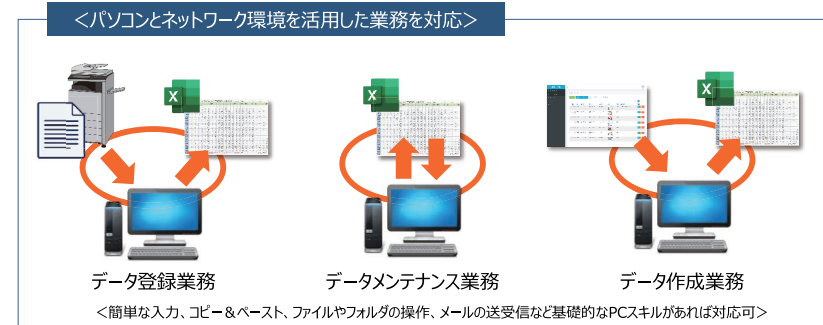 <パソコンとネットワーク環境を活用した業務を対応>
データ登録業務
データメンテナンス業務
データ作成業務
<簡単な入力、コピー&ペースト、ファイルやフォルダの操作、メールの送受信など基礎的なPCスキルがあれば対応可>